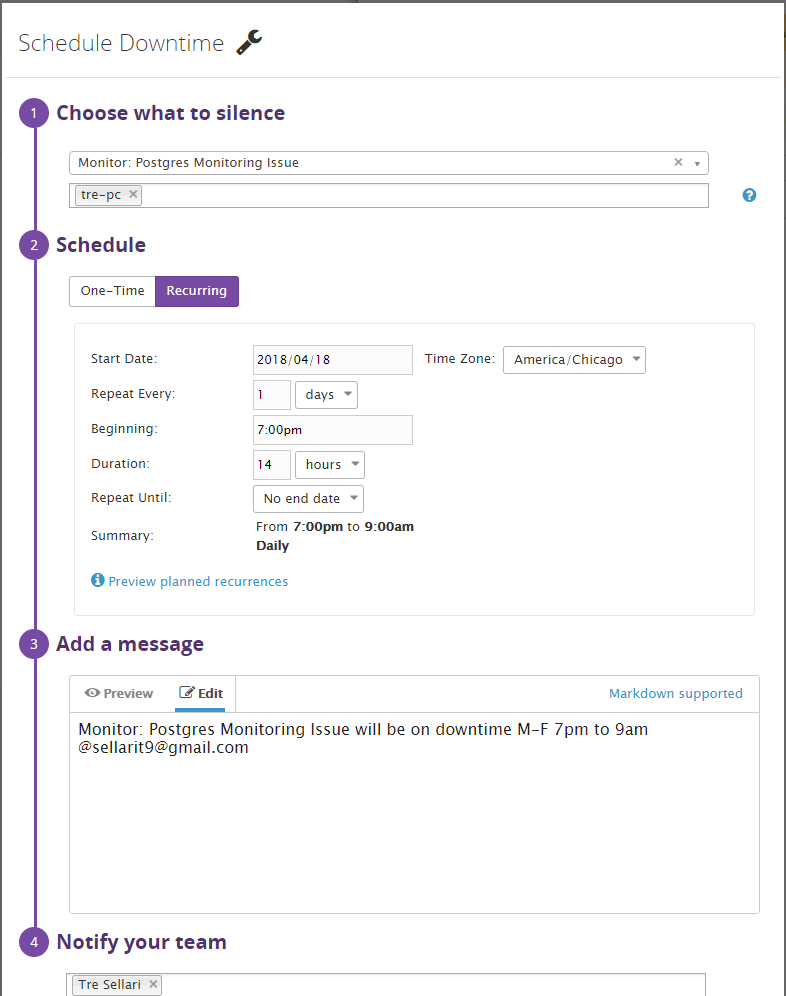 Schedule Downtime
1 Choose what to silence
Monitor: Postgres Monitoring Issue × ▾
tre-pc × ?
2 Schedule
One-Time Recurring
Start Date: 2018/04/18 Time Zone: America/Chicago
Repeat Every: 1 days
Beginning: 7:00pm
Duration: 14 hours
Repeat Until: No end date
Summary: From 7:00pm to 9:00am
Daily
Preview planned recurrences
3 Add a message
Preview Edit Markdown supported
Monitor: Postgres Monitoring Issue will be on downtime M-F 7pm to 9am
@sellarit9@gmail.com
4 Notify your team
Tre Sellari ×